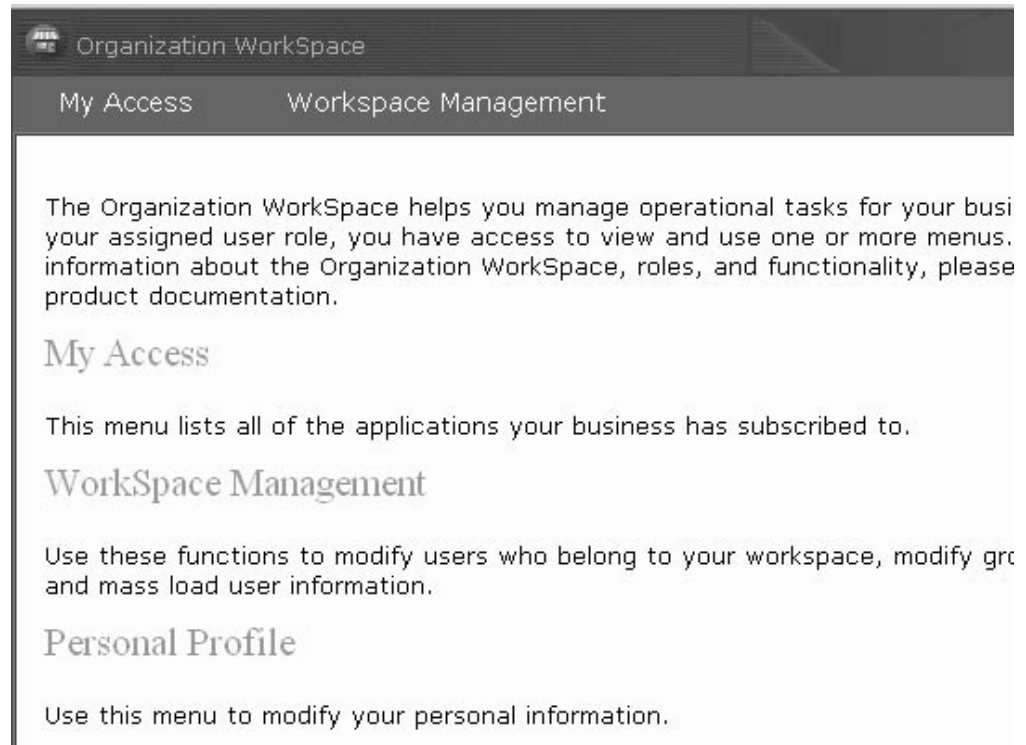 Organization WorkSpace
My Access Workspace Management
The Organization WorkSpace helps you manage operational tasks for your
your assigned user role, you have access to view and use one or more menus.
information about the Organization WorkSpace, roles, and functionality, please
product documentation.
My Access
This menu lists all of the applications your business has subscribed to.
WorkSpace Management
Use these functions to modify users who belong to your workspace, modify
and mass load user information.
Personal Profile
Use this menu to modify your personal information.